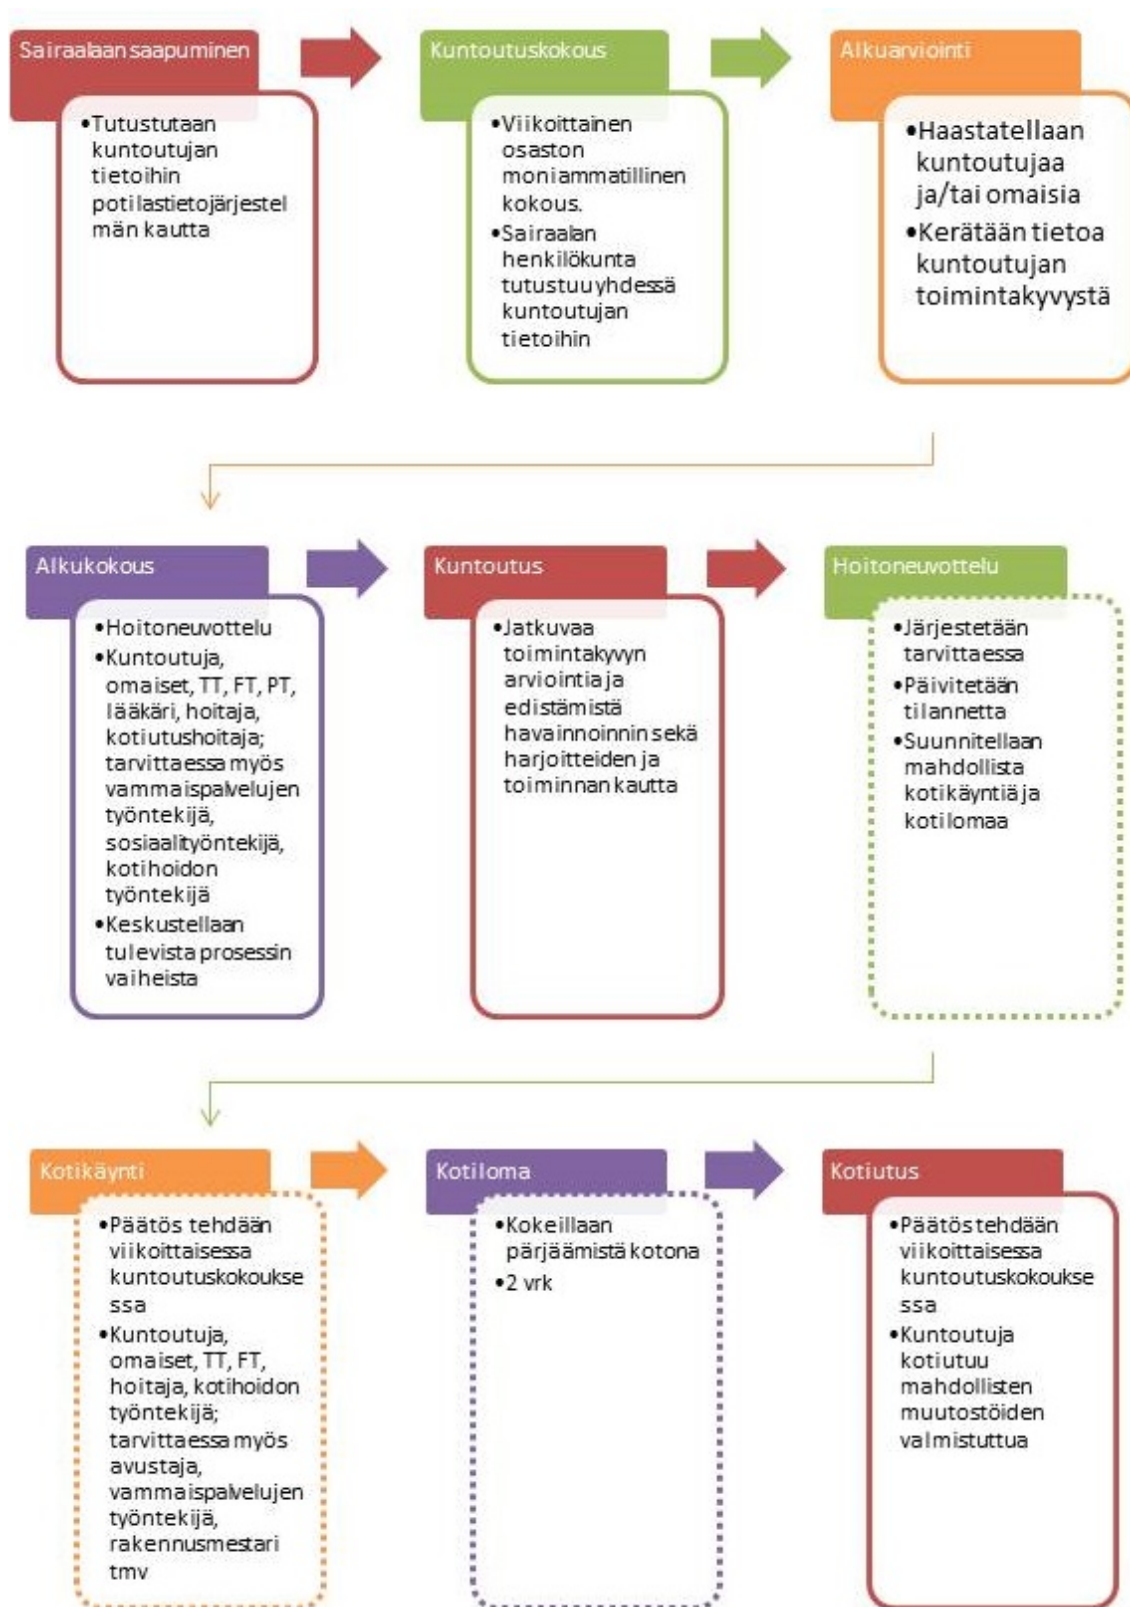 Sairaalaan saapuminen
•Tutustutaan
kuntoutujan
tietoihin
potilastietojärjestel
män kautta
Kuntoutuskokous
•Viikoittainen
osaston
moniammatillinen
kokous.
•Sairaalan
henkilökunta
tutustuu yhdessä
kuntoutujan
tietoihin
Alkuarviointi
•Haastatellaan
kuntoutujaa
ja/tai omaisia
•Kerätään tietoa
kuntoutujan
toimintakyvystä
Alkukokous
•Hoitoneuvottelu
•Kuntoutuja,
omaiset, TT, FT, PT,
lääkäri, hoitaja,
kotiutushoitaja;
tarvittaessa myös
vammaispalvelujen
työntekijä,
sosiaalityöntekijä,
kotihoidon
työntekijä
•Keskustellaan
tulevista prosessin
vaiheista
Kuntoutus
•Jatkuvaa
toimintakyvyn
arviointia ja
edistämistä
havainnoinnin sekä
harjoitteiden ja
toiminnan kautta
Hoitoneuvottelu
•Järjestetään
tarvittaessa
•Päivitetään
tilannetta
•Suunnitellaan
mahdollista
kotikäyntiä ja
kotilomaa
Kotikäynti
•Päätös tehdään
viikoittaisessa
kuntoutuskokoukse
ssa
•Kuntoutuja,
omaiset, TT, FT,
hoitaja, kotihoidon
työntekijä;
tarvittaessa myös
avustaja,
vammaispalvelujen
työntekijä,
rakennusmestari
tmv
Kotiloma
•Kokeillaan
pärjäämistä kotona
•2 vrk
Kotiutus
•Päätös tehdään
viikoittaisessa
kuntoutuskokoukse
ssa
•Kuntoutuja
kotiutuu
mahdollisten
muutostöiden
valmistuttua